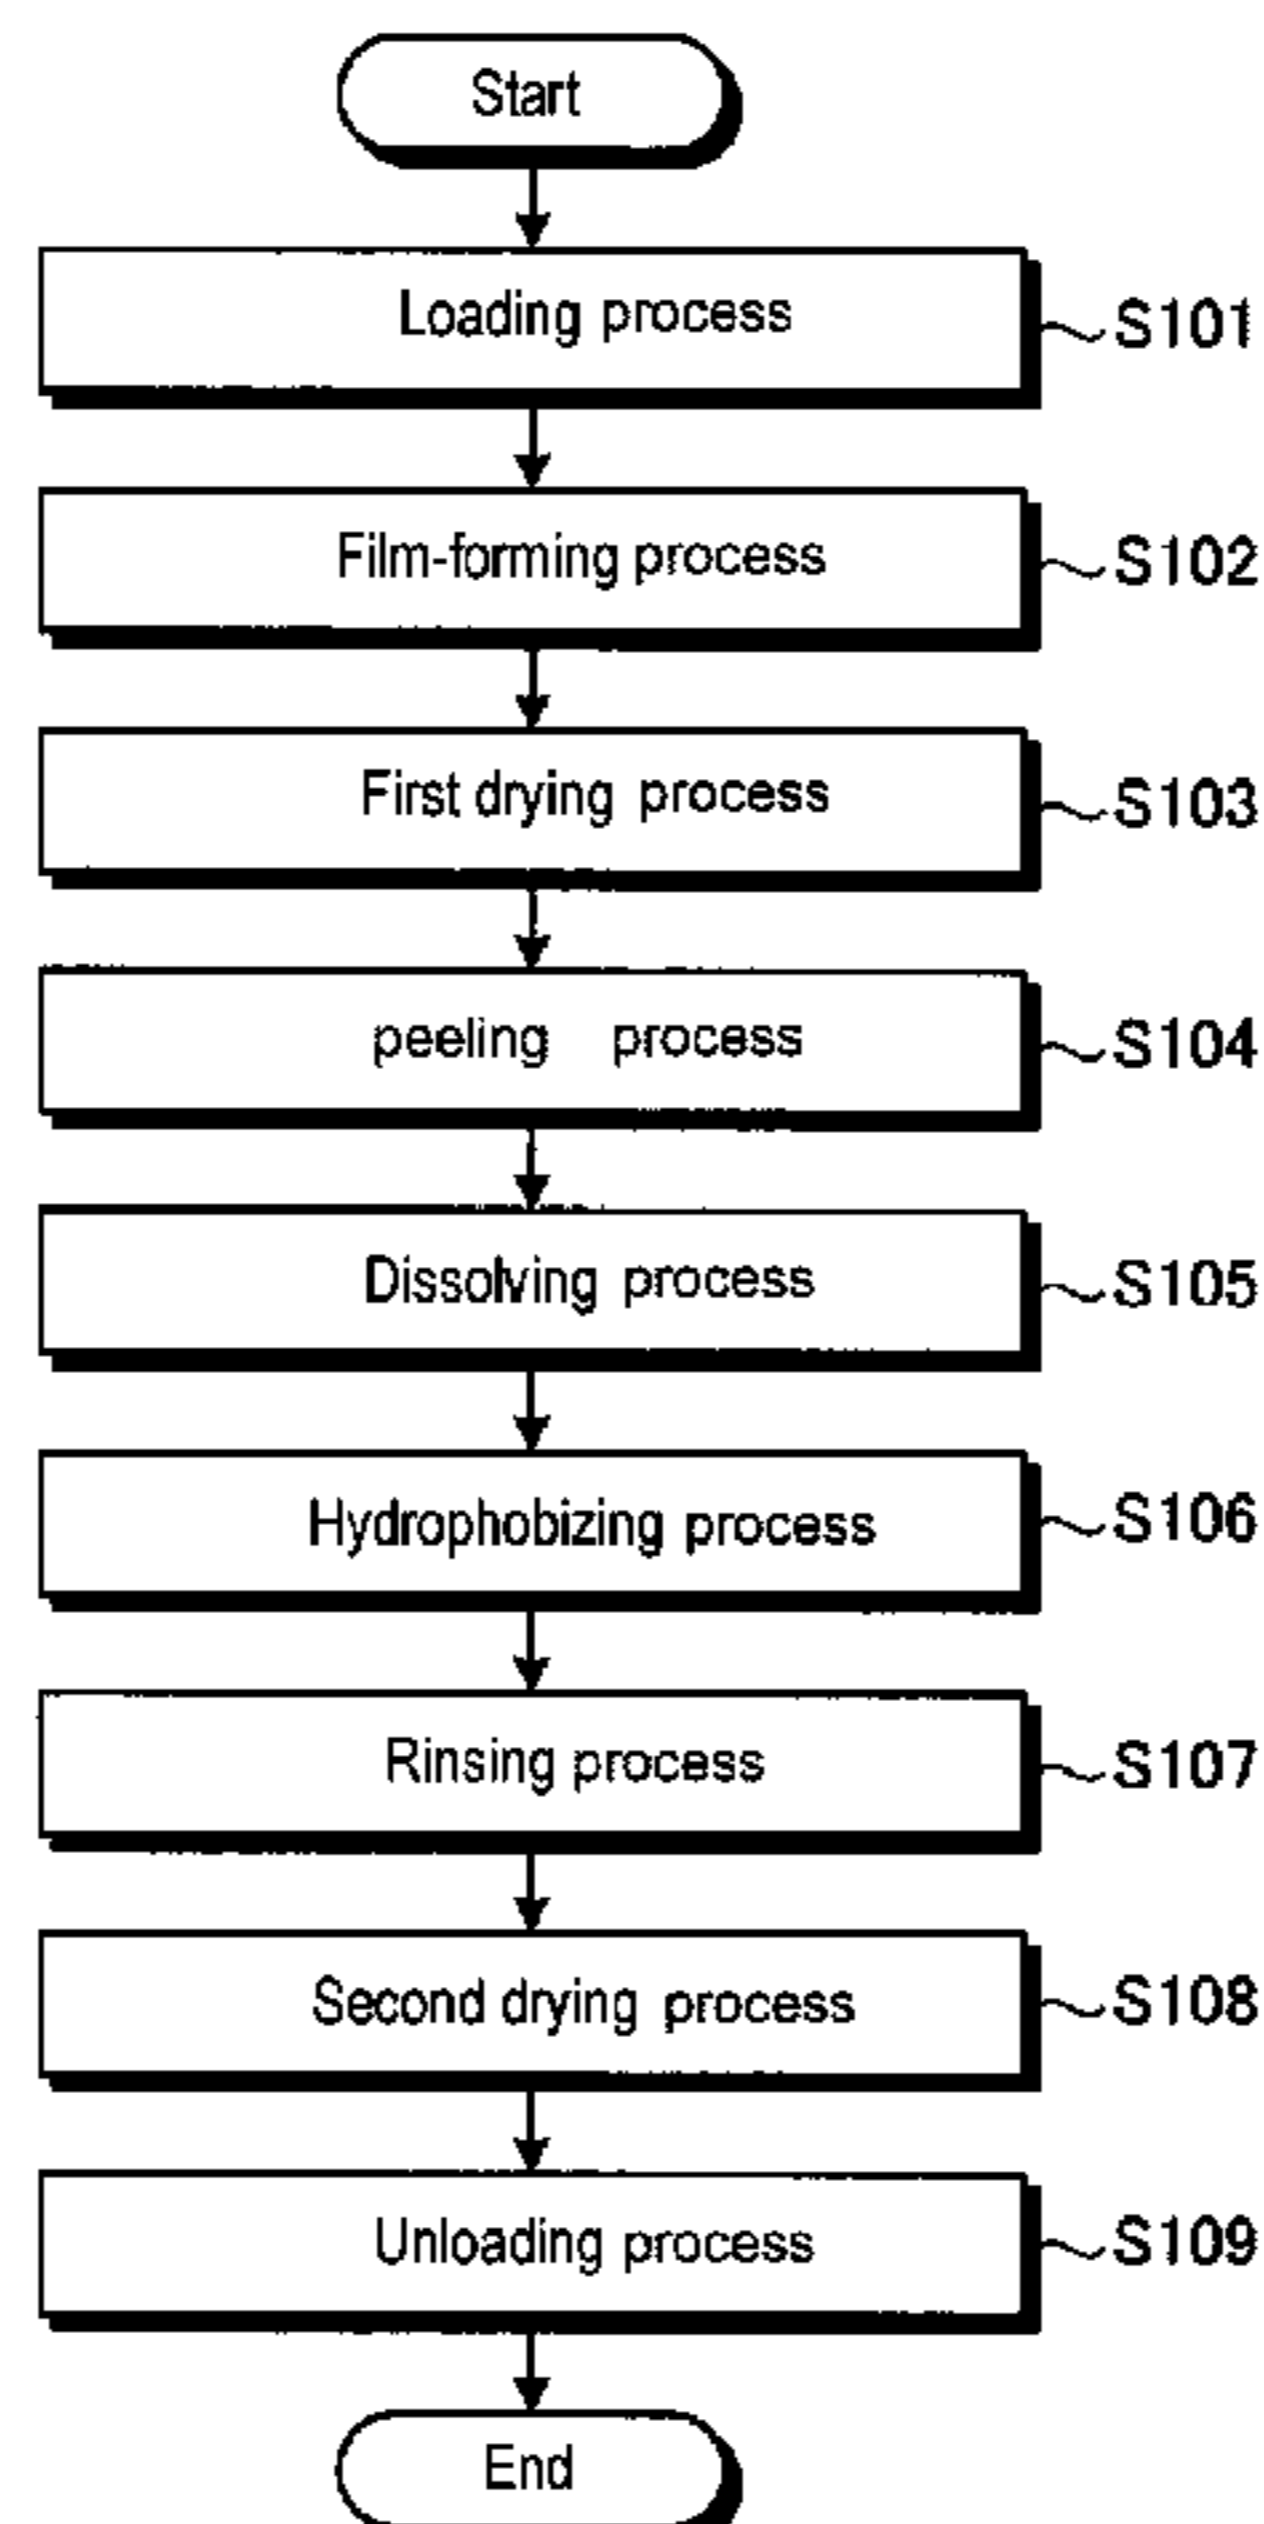 Start
Loading process
S101
Film-forming process
S102
First drying process
S103
peeling process
S104
Dissolving process
S105
Hydrophobizing process
S106
Rinsing process
S107
Second drying process
S108
Unloading process
S109
End